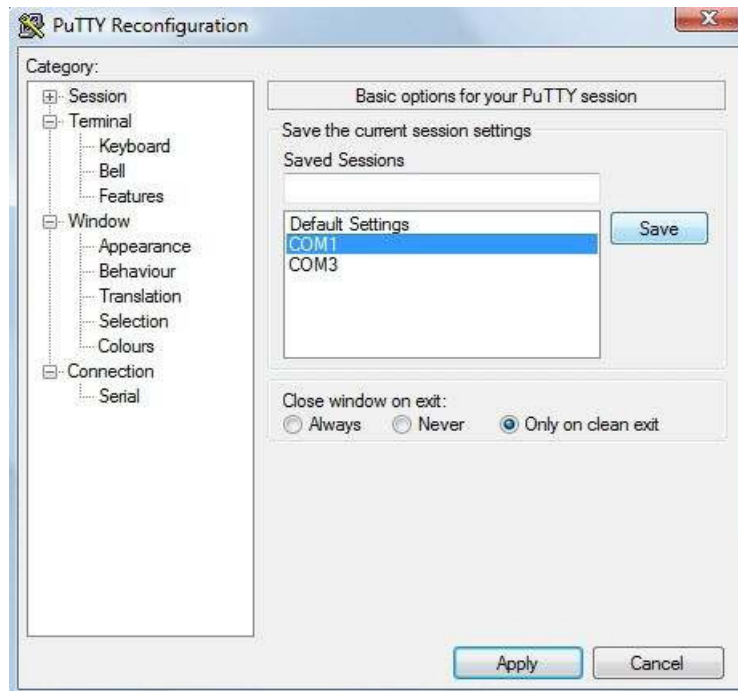 PuTTY Reconfiguration
Category:
Session
Terminal
Keyboard
Bell
Features
Window
Appearance
Behaviour
Translation
Selection
Colours
Connection
Serial
Basic options for your PuTTY session
Save the current session settings
Saved Sessions
Default Settings
COM1
COM3
Save
Close window on exit:
Always Never Only on clean exit
Apply Cancel